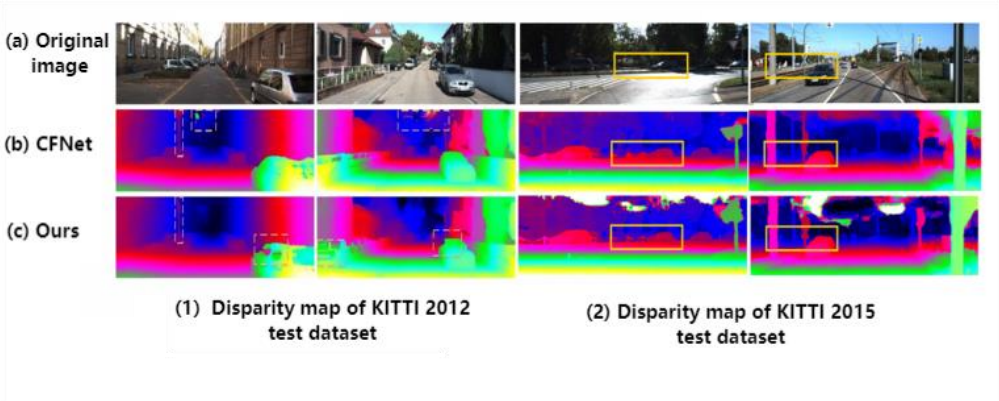 (a) Original
image
(b) CFNet
(c) Ours
(1) Disparity map of KITTI 2012
test dataset
(2) Disparity map of KITTI 2015
test dataset